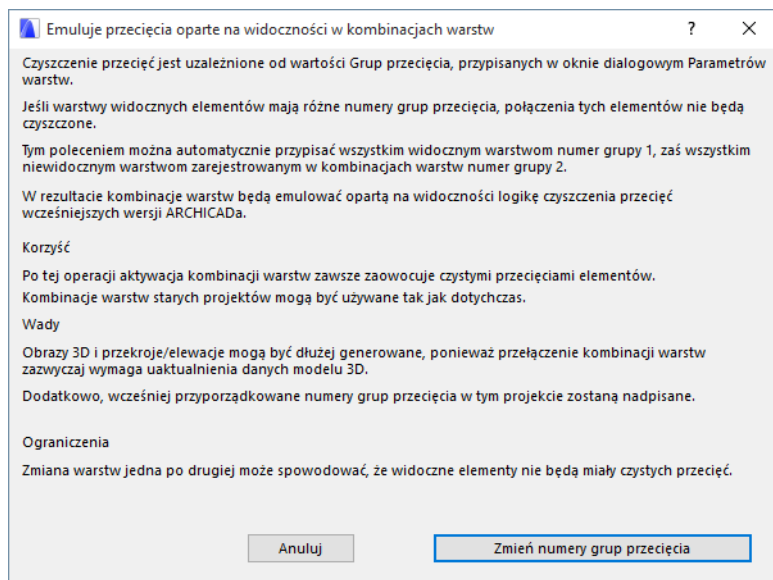 Emuluje przecięcia oparte na widoczności w kombinacjach warstw
?
Czyszczenie przecięć jest uzależnione od wartości Grup przecięcia, przypisanych w oknie dialogowym Parametrów
warstw.
Jeśli warstwy widocznych elementów mają różne numery grup przecięcia, połączenia tych elementów nie będą
czyszczone.
Tym poleceniem można automatycznie przypisać wszystkim widocznym warstwom numer grupy 1, zaś wszystkim
niewidocznym warstwom zarejestrowanym w kombinacjach warstw numer grupy 2.
W rezultacie kombinacje warstw będą emulować opartą na widoczności logikę czyszczenia przecięć
wcześniejszych wersji ARCHICADa.
Korzyść
Po tej operacji aktywacja kombinacji warstw zawsze zaowocuje czystymi przecięciami elementów.
Kombinacje warstw starych projektów mogą być używane tak jak dotychczas.
Wady
Obrazy 3D i przekroje/elewacje mogą być dłużej generowane, ponieważ przełączenie kombinacji warstw
zazwyczaj wymaga uaktualnienia danych modelu 3D.
Dodatkowo, wcześniej przyporządkowane numery grup przecięcia w tym projekcie zostaną nadpisane.
Ograniczenia
Zmiana warstw jedna po drugiej może spowodować, że widoczne elementy nie będą miały czystych przecięć.
Anuluj
Zmień numery grup przecięcia